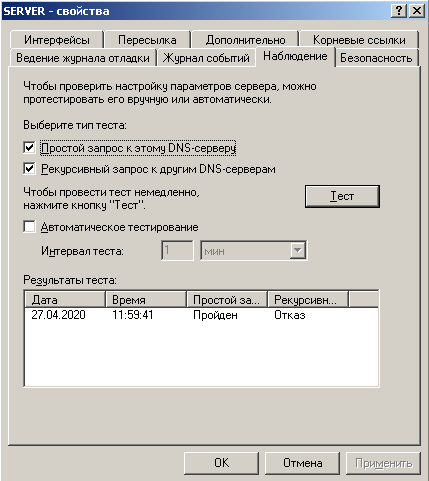 SERVER - свойства
Интерфейсы Пересылка Дополнительно Корневые ссылки
Ведение журнала отладки Журнал событий Наблюдение Безопасность
Чтобы проверить настройку параметров сервера, можно
протестировать его вручную или автоматически.
Выберите тип теста:
Простой запрос к этому DNS-серверу
Рекурсивный запрос к другим DNS-серверам
Чтобы провести тест немедленно,
нажмите кнопку "Тест".
Тест
Автоматическое тестирование
Интервал теста: 1 мин
Результаты теста:
Дата Время Простой за... Рекурсивн...
27.04.2020 11:59:41 Пройден Отказ
OK Отмена Применить